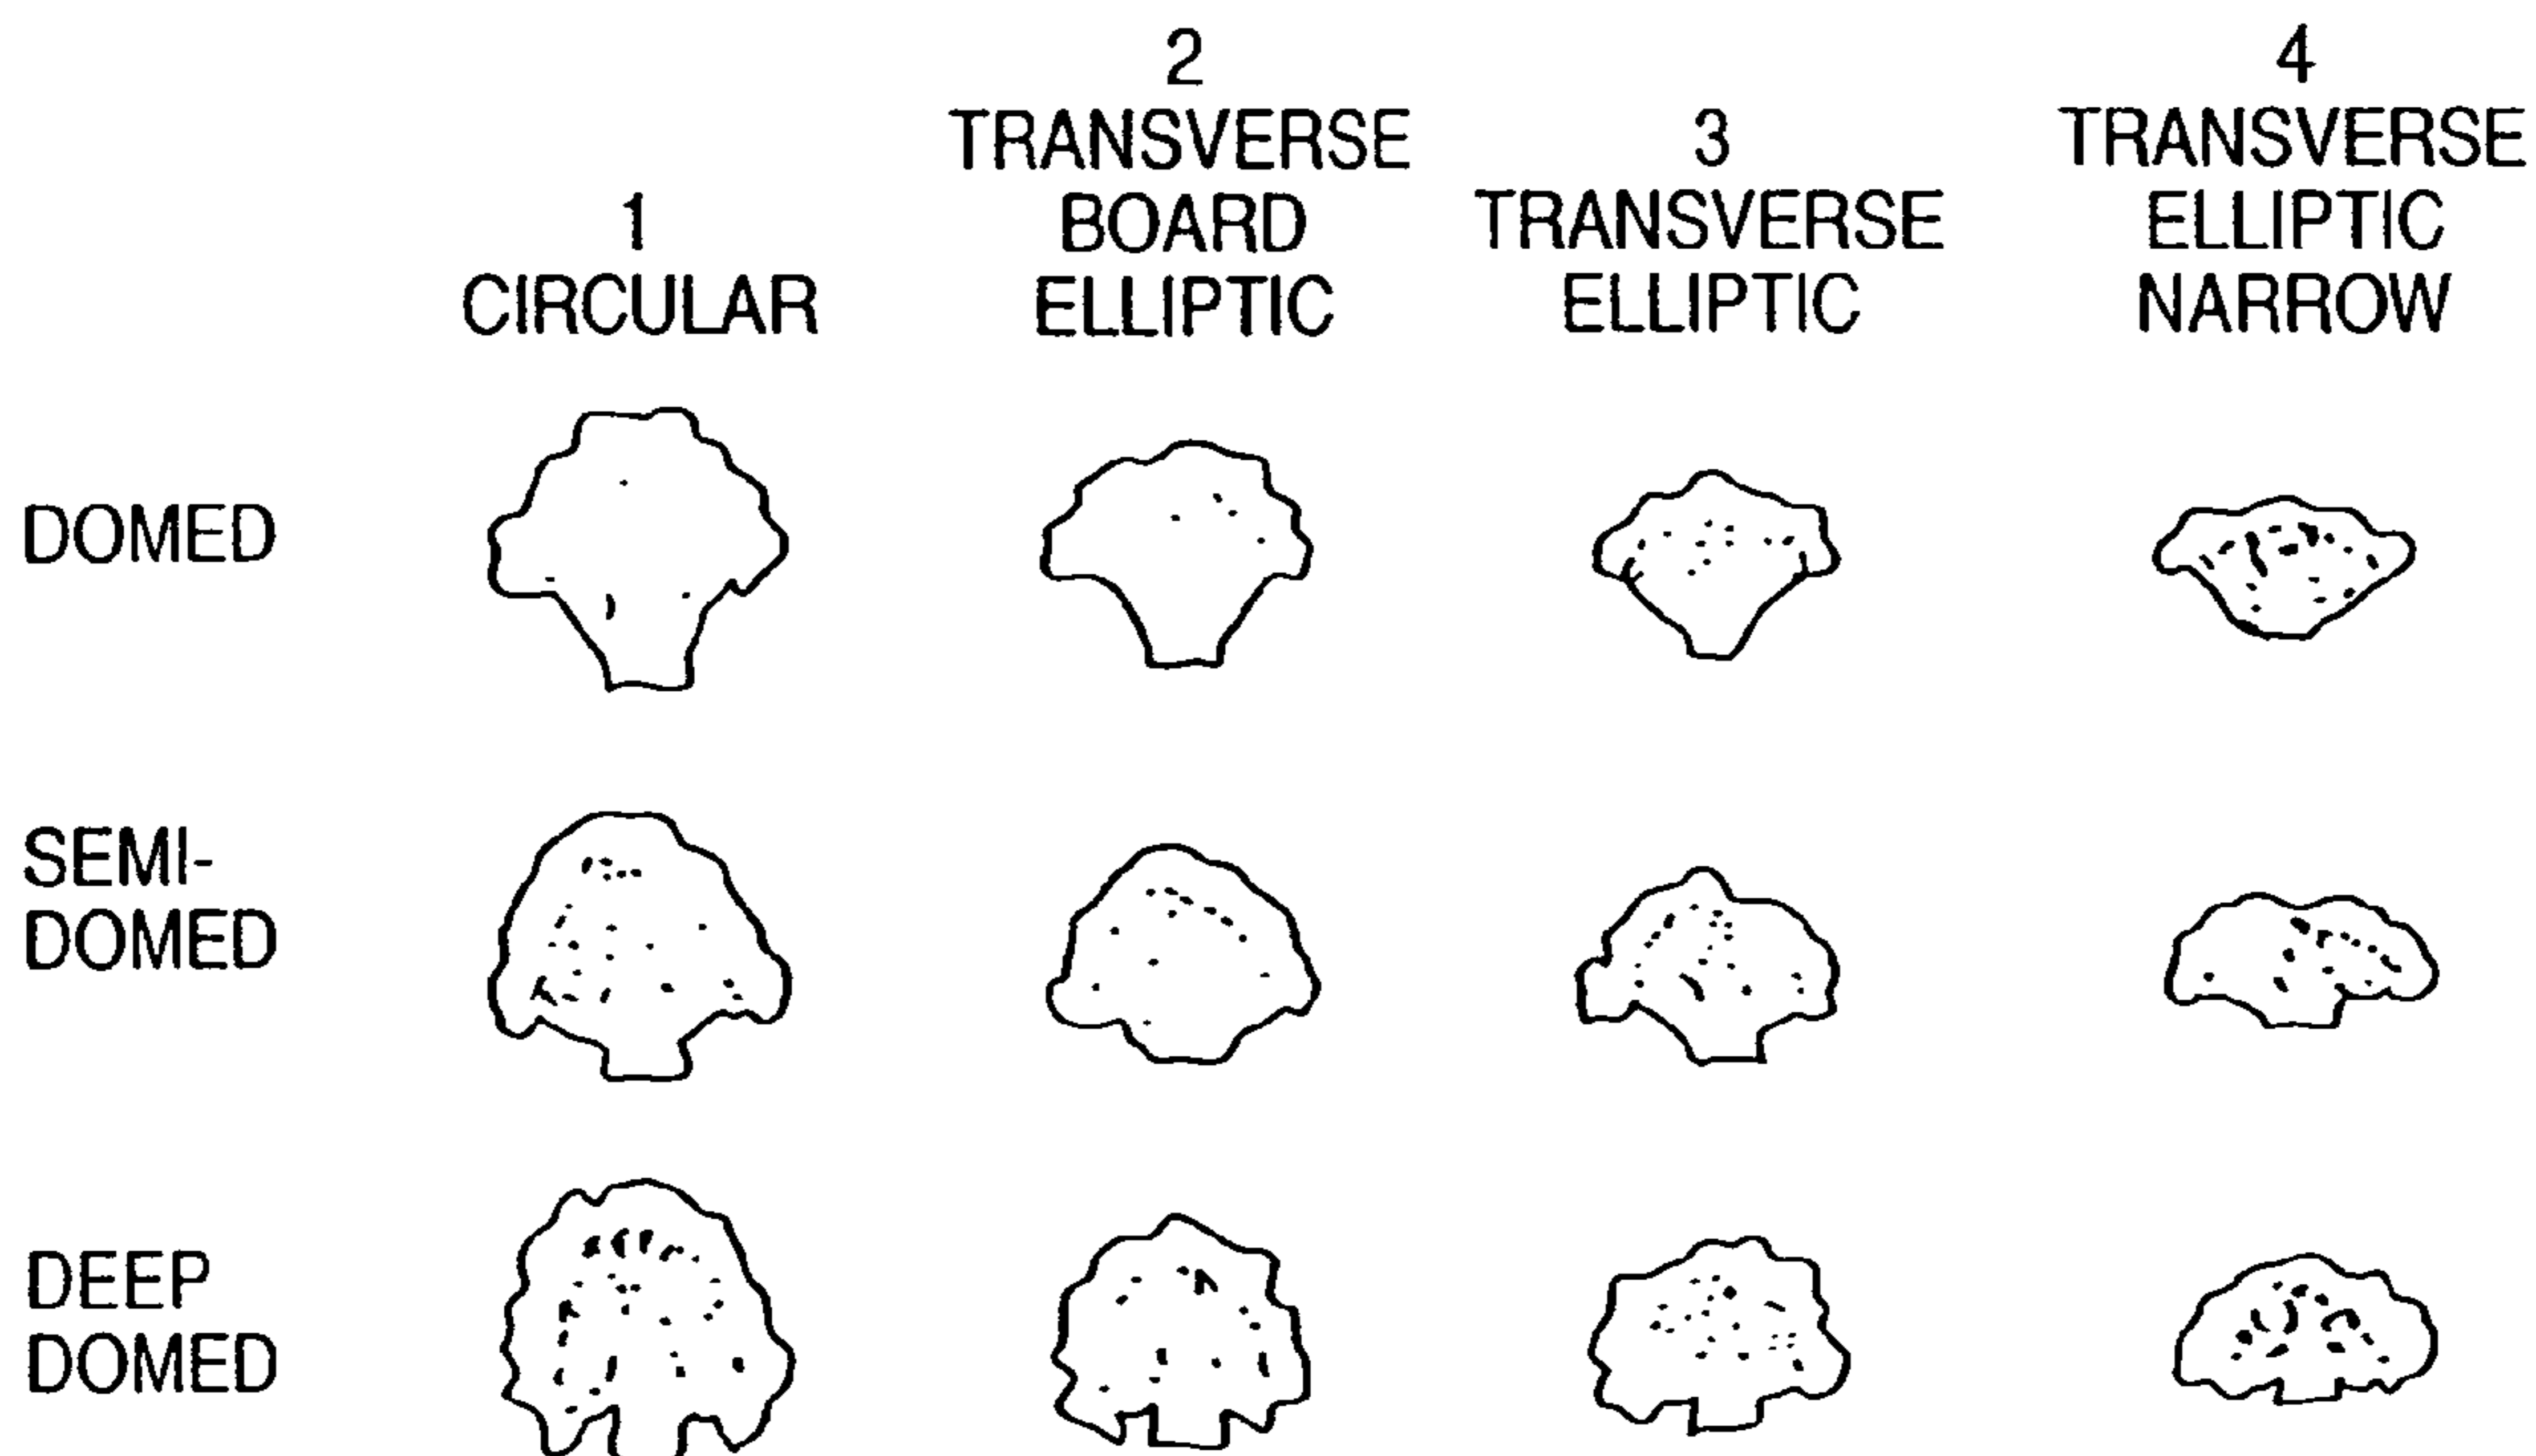 1
CIRCULAR
2
TRANSVERSE
BOARD
ELLIPTIC
3
TRANSVERSE
ELLIPTIC
4
TRANSVERSE
ELLIPTIC
NARROW
DOMED
SEMI-
DOMED
DEEP
DOMED